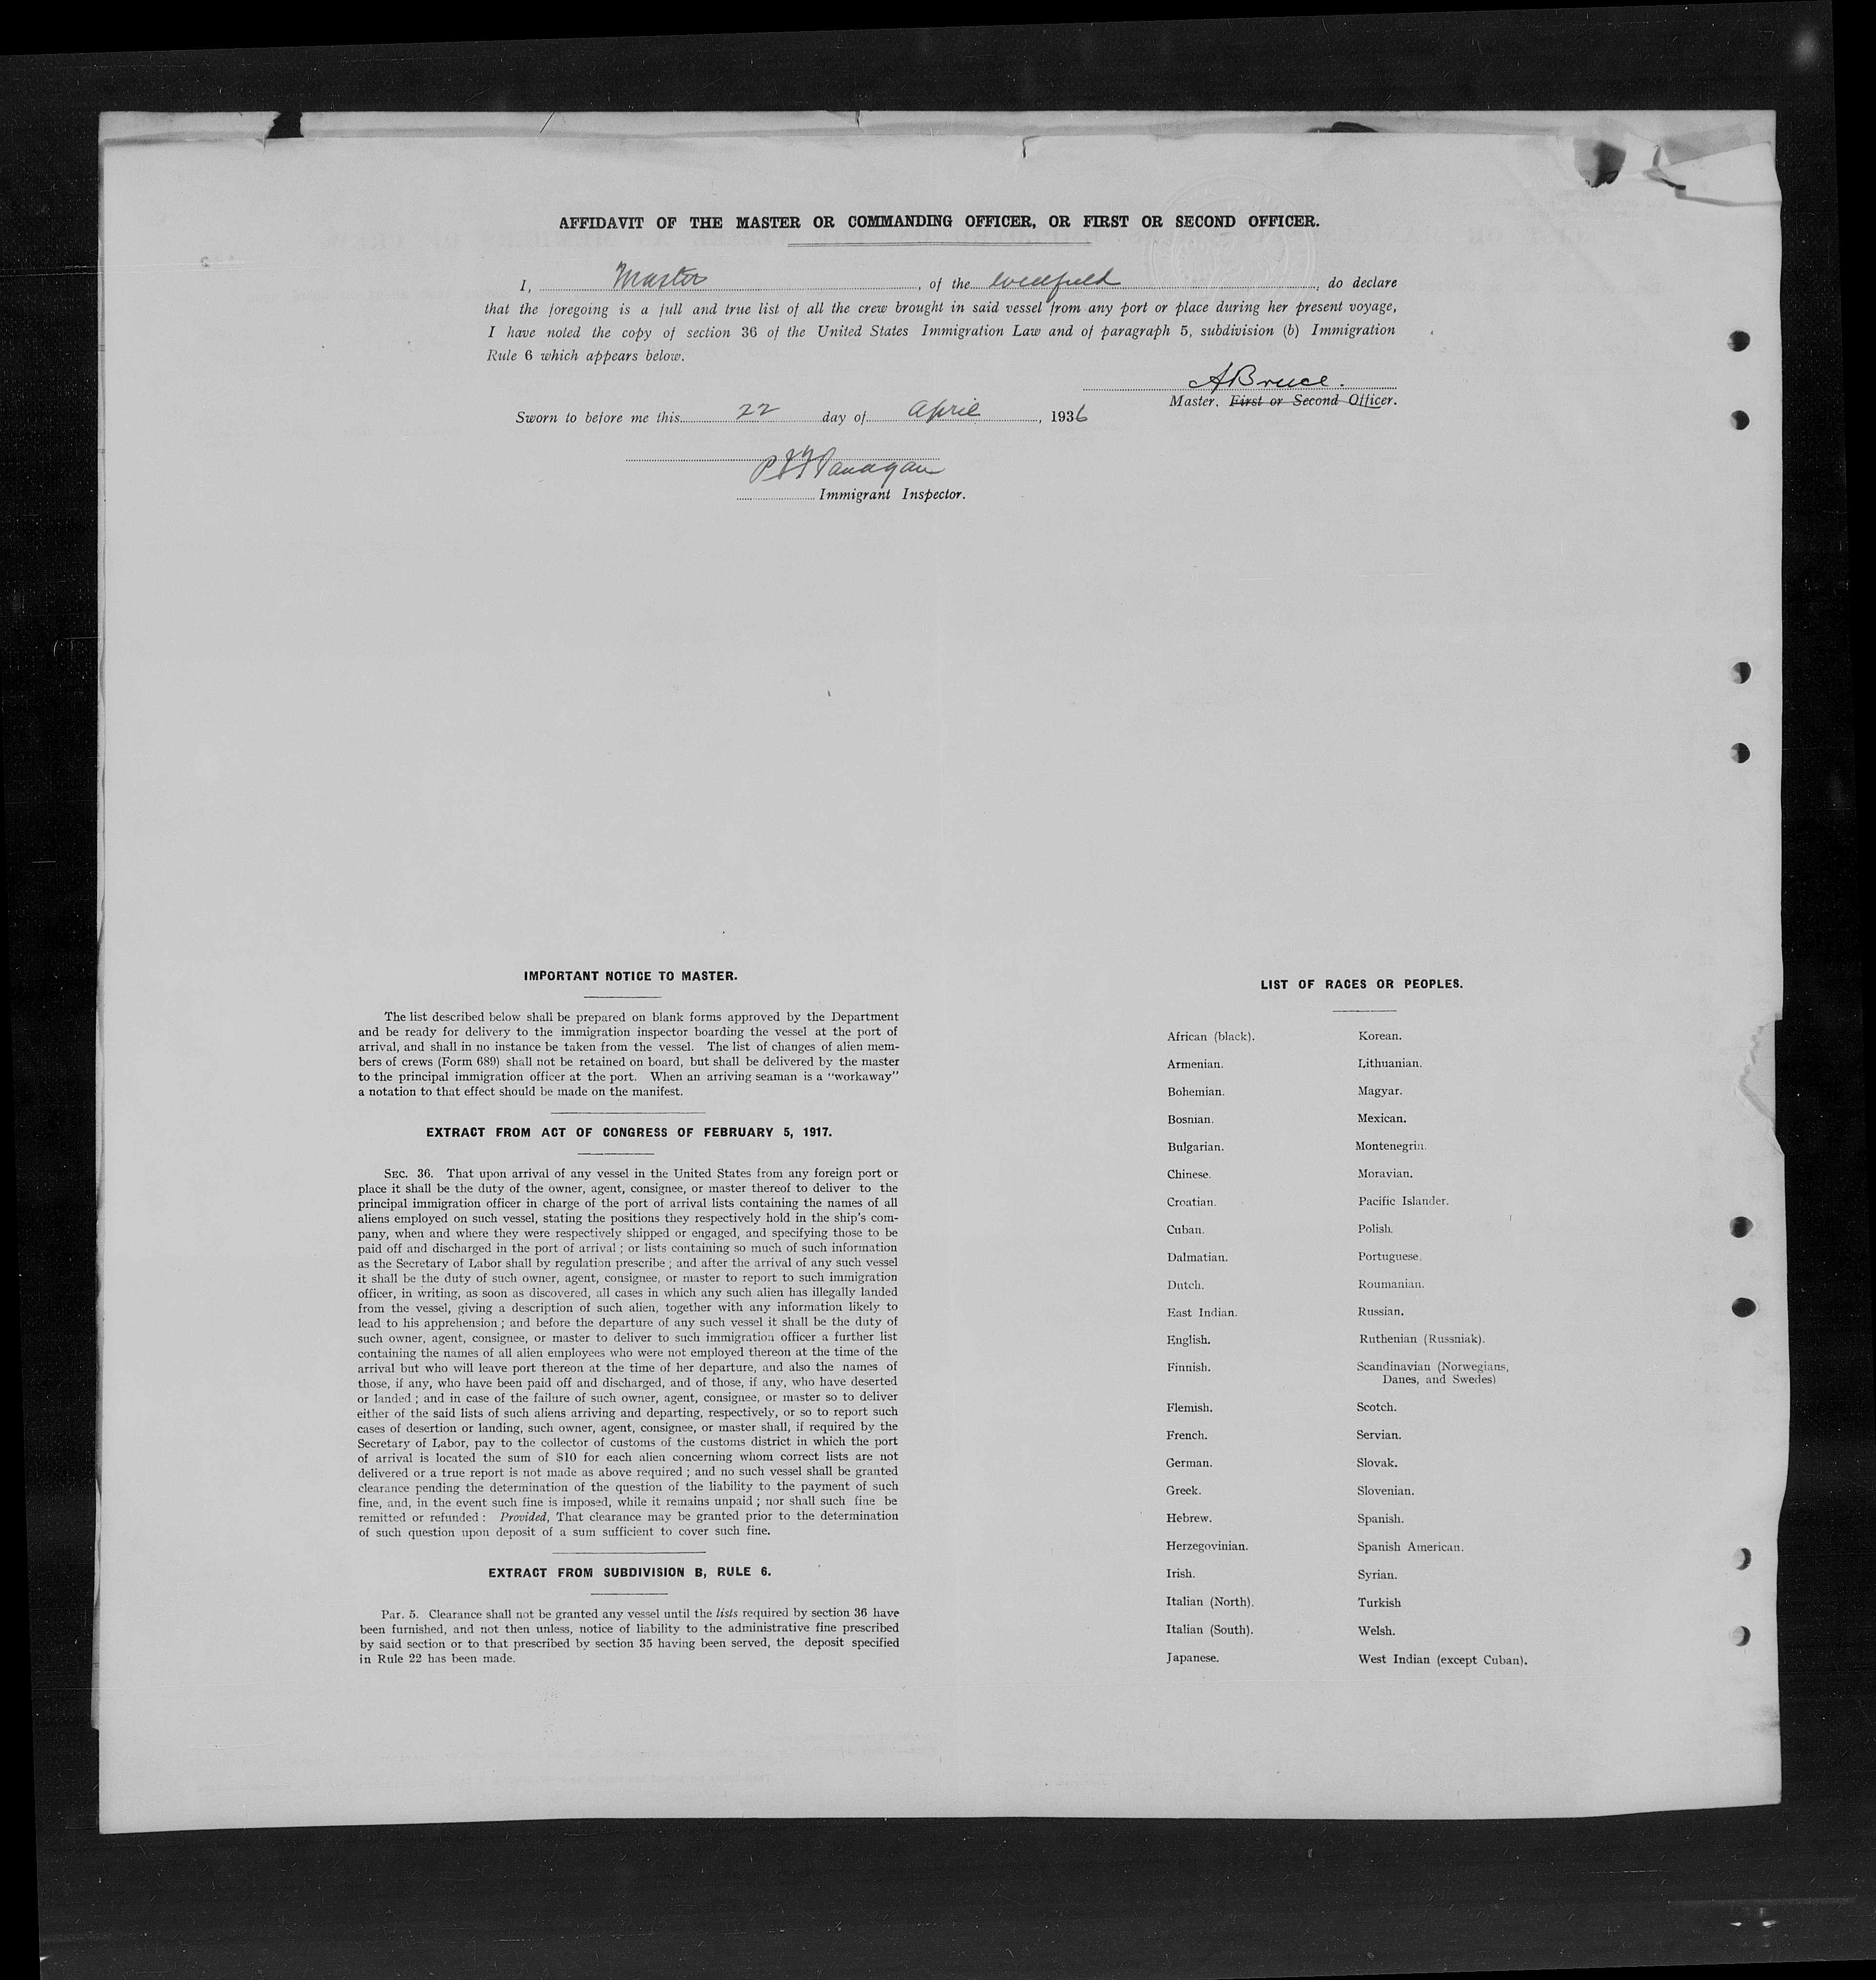 AFFIDAVIT OF THE MASTER OR COMMANDING OFFICER, OR FIRST OR SECOND OFFICER.
I, Master, of the, do declare
that the foregoing is a full and true list of all the crew brought in said vessel from any port or place during her present voyage,
I have noted the copy of section 36 of the United States Immigration Law and of paragraph 5, subdivision (b) Immigration
Rule 6 which appears below.
ABruce.
Master, First or Second Officer.
Sworn to before me this 22 day of April, 1936
Immigrant Inspector.
IMPORTANT NOTICE TO MASTER.
The list described below shall be prepared on blank forms approved by the Department
and be ready for delivery to the immigration inspector boarding the vessel at the port of
arrival, and shall in no instance be taken from the vessel. The list of changes of alien mem-
bers of crews (Form 689) shall not be retained on board, but shall be delivered by the master
to the principal immigration officer at the port. When an arriving seaman is a "workaway"
a notation to that effect should be made on the manifest.
EXTRACT FROM ACT OF CONGRESS OF FEBRUARY 5, 1917.
SEC. 36. That upon arrival of any vessel in the United States from any foreign port or
place it shall be the duty of the owner, agent, consignee, or master thereof to deliver to the
principal immigration officer in charge of the port of arrival lists containing the names of all
aliens employed on such vessel, stating the positions they respectively hold in the ship's com-
pany, when and where they were respectively shipped or engaged, and specifying those to be
paid off and discharged in the port of arrival; or lists containing so much of such information
as the Secretary of Labor shall by regulation prescribe; and after the arrival of any such vessel
it shall be the duty of such owner, agent, consignee, or master to report to such immigration
officer, in writing, as soon as discovered, all cases in which any such alien has illegally landed
from the vessel, giving a description of such alien, together with any information likely to
lead to his apprehension; and before the departure of any such vessel it shall be the duty of
such owner, agent, consignee, or master to deliver to such immigration officer a further list
containing the names of all alien employees who were not employed thereon at the time of the
arrival but who will leave port thereon at the time of her departure, and also the names of
those, if any, who have been paid off and discharged, and of those, if any, who have deserted
or landed; and in case of the failure of such owner, agent, consignee, or master so to deliver
either of the said lists of such aliens arriving and departing, respectively, or so to report such
cases of desertion or landing, such owner, agent, consignee, or master shall, if required by the
Secretary of Labor, pay to the collector of customs of the customs district in which the port
of arrival is located the sum of $10 for each alien concerning whom correct lists are not
delivered or a true report is not made as above required; and no such vessel shall be granted
clearance pending the determination of the question of the liability to the payment of such
fine, and, in the event such fine is imposed, while it remains unpaid; nor shall such fine be
remitted or refunded: Provided, That clearance may be granted prior to the determination
of such question upon deposit of a sum sufficient to cover such fine.
EXTRACT FROM SUBDIVISION B, RULE 6.
Par. 5. Clearance shall not be granted any vessel until the lists required by section 36 have
been furnished, and not then unless, notice of liability to the administrative fine prescribed
by said section or to that prescribed by section 35 having been served, the deposit specified
in Rule 22 has been made.
LIST OF RACES OR PEOPLES.
African (black). Korean.
Armenian. Lithuanian.
Bohemian. Magyar.
Bosnian. Mexican.
Bulgarian. Montenegrin.
Chinese. Moravian.
Croatian. Pacific Islander.
Cuban. Polish.
Dalmatian. Portuguese.
Dutch. Roumanian.
East Indian. Russian.
English. Ruthenian (Russniak).
Finnish. Scandinavian (Norwegians,
Danes, and Swedes)
Flemish. Scotch.
French. Servian.
German. Slovak.
Greek. Slovenian.
Hebrew. Spanish.
Herzegovinian. Spanish American.
Irish. Syrian.
Italian (North). Turkish
Italian (South). Welsh.
Japanese. West Indian (except Cuban).